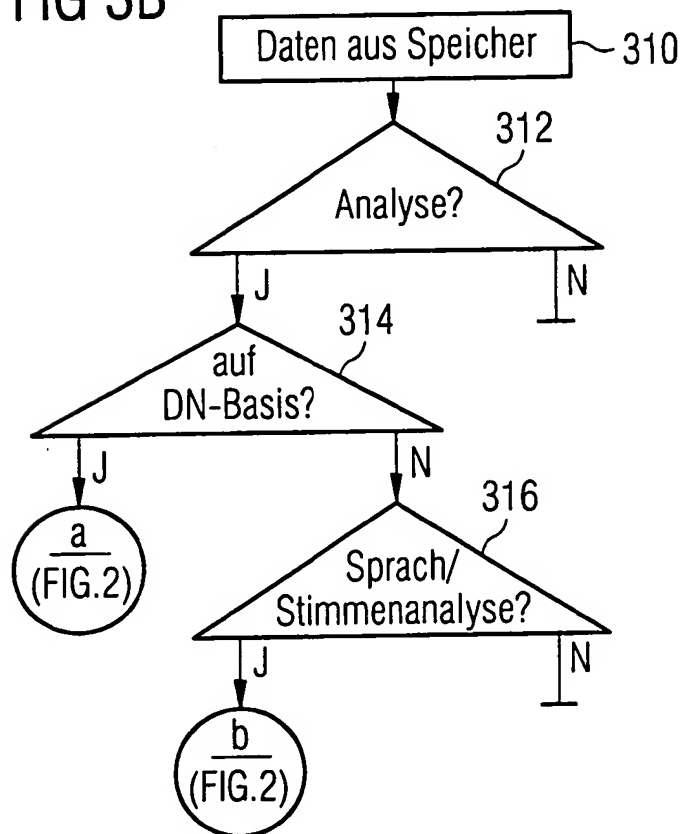 FIG 3B
Daten aus Speicher
310
312
Analyse?
J
N
314
auf
DN-Basis?
J
N
316
a
(FIG.2)
Sprach/
Stimmenanalyse?
J
N
b
(FIG.2)